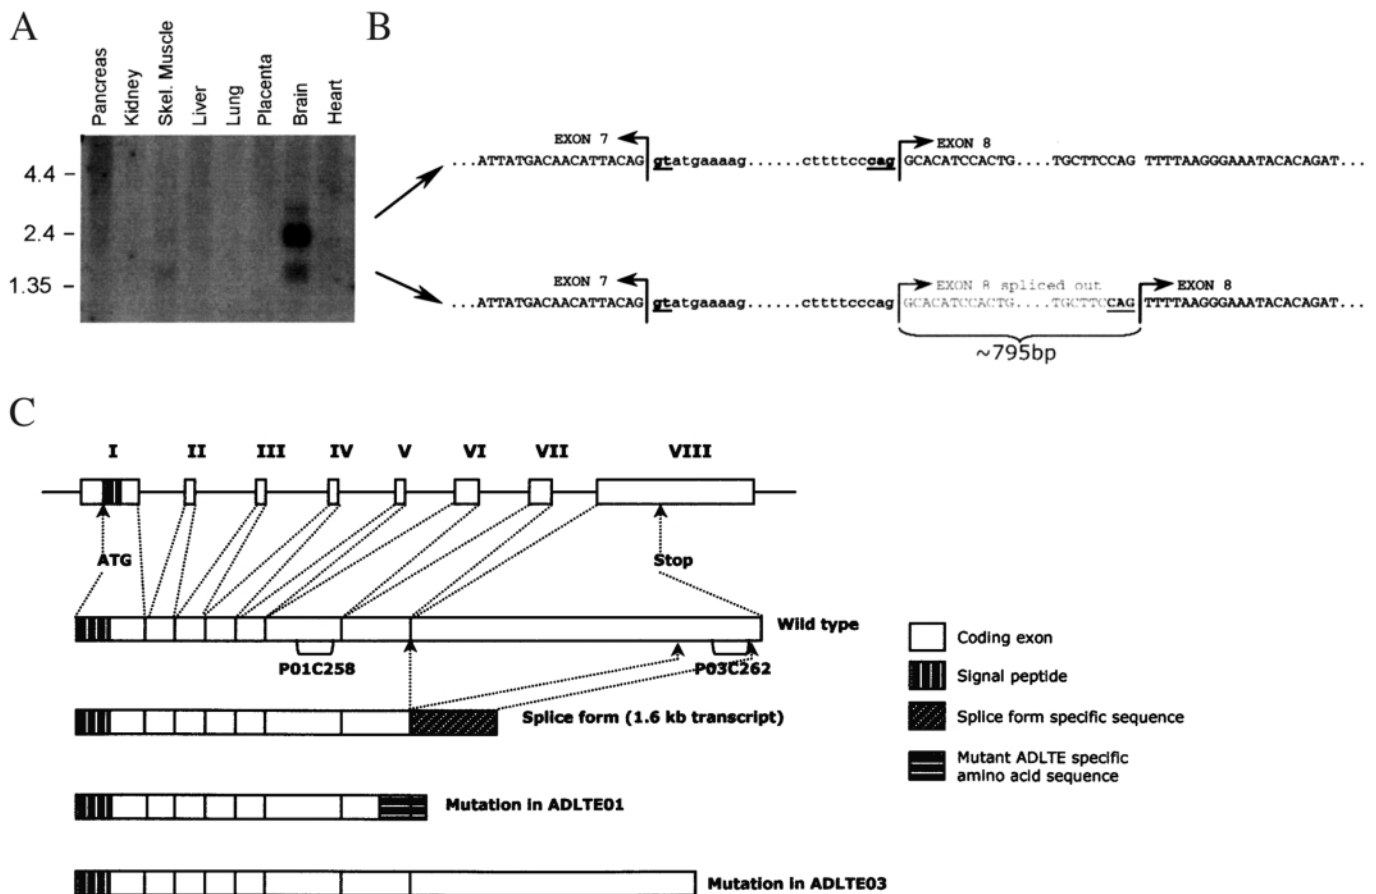 A
B
Pancreas
Kidney
Skel. Muscle
Liver
Lung
Placenta
Brain
Heart
4.4
2.4
1.35
EXON 7
EXON 8
...ATTATGACAACATTACAG gtatgaaaag......cttttcccag GCACATCCACTG....TGCTTCCAG TTTTAAGGGAAATACACAGAT...
EXON 7
EXON 8 spliced out
EXON 8
...ATTATGACAACATTACAG gtatgaaaag......cttttcccag GCACATCCACTG....TGCTTCCAG TTTTAAGGGAAATACACAGAT...
~795bp
C
I II III IV V VI VII VIII
ATG
Stop
Wild type
P01C258
P03C262
Splice form (1.6 kb transcript)
Mutation in ADLTE01
Mutation in ADLTE03
Coding exon
Signal peptide
Splice form specific sequence
Mutant ADLTE specific
amino acid sequence